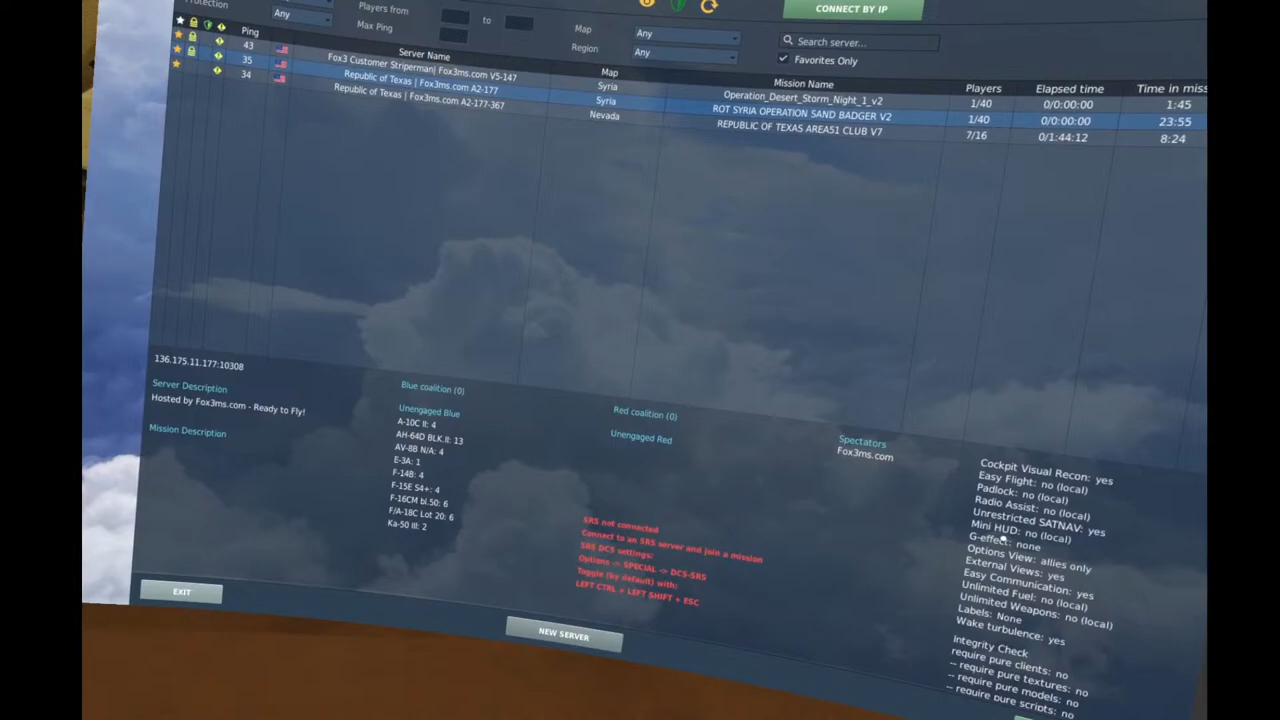 Protection
Any
Players from
to
Max Ping
Map
Any
Region
Any
CONNECT BY IP
Search server...
Favorites Only
Ping
Server Name
Map
Mission Name
Players
Elapsed time
Time in miss
43
Fox3 Customer Striperman| Fox3ms.com V5-147
Syria
Operation_Desert_Storm_Night_1_v2
1/40
0/0:00:00
1:45
35
Republic of Texas | Fox3ms.com A2-177
Syria
ROT SYRIA OPERATION SAND BADGER V2
1/40
0/0:00:00
23:55
34
Republic of Texas | Fox3ms.com A2-177-367
Nevada
REPUBLIC OF TEXAS AREA51 CLUB V7
7/16
0/1:44:12
8:24
136.175.11.177:10308
Server Description
Hosted by Fox3ms.com - Ready to Fly!
Mission Description
Blue coalition (0)
Unengaged Blue
A-10C II: 4
AH-64D BLK.II: 13
AV-8B N/A: 4
E-3A: 1
F-14B: 4
F-15E S4+: 4
F-16CM bl.50: 6
F/A-18C Lot 20: 6
Ka-50 III: 2
Red coalition (0)
Unengaged Red
Spectators
Fox3ms.com
SRS not connected
Connect to an SRS server and join a mission
SRS DCS settings:
Options -> SPECIAL -> DCS-SRS
Toggle (by default) with:
LEFT CTRL + LEFT SHIFT + ESC
Cockpit Visual Recon: yes
Easy Flight: no (local)
Padlock: no (local)
Radio Assist: no (local)
Unrestricted SATNAV: yes
Mini HUD: no (local)
G-effect: none
Options View: allies only
External Views: yes
Easy Communication: yes
Unlimited Fuel: no (local)
Unlimited Weapons: no (local)
Labels: None
Wake turbulence: yes
Integrity Check
require pure clients: no
-- require pure textures: no
-- require pure models: no
-- require pure scripts: no
EXIT
NEW SERVER